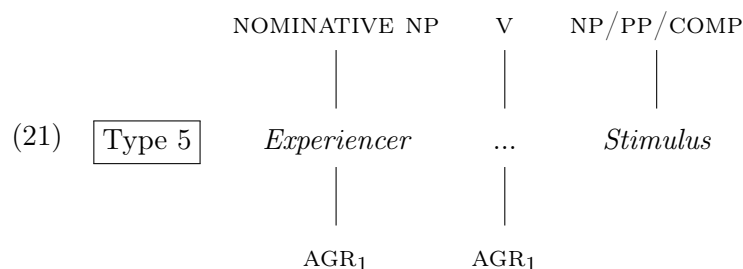 NOMINATIVE NP V NP/PP/COMP
(21) Type 5 Experiencer ... Stimulus
AGR1 AGR1